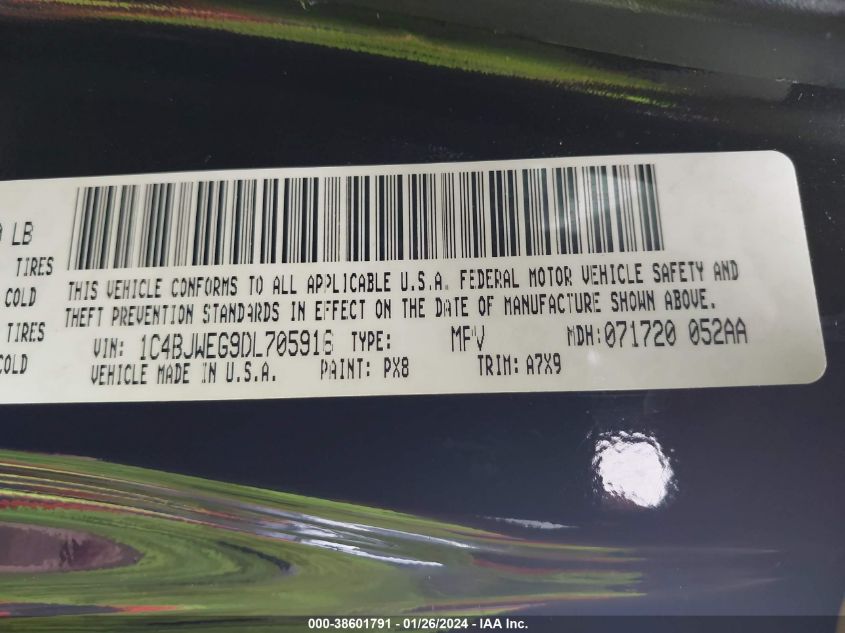 LB
TIRES
COLD
TIRES
COLD
THIS VEHICLE CONFORMS TO ALL APPLICABLE U.S.A. FEDERAL MOTOR VEHICLE SAFETY AND
THEFT PREVENTION STANDARDS IN EFFECT ON THE DATE OF MANUFACTURE SHOWN ABOVE.
VIN: 1C4BJWEG9DL705916 TYPE: MPV MDH: 071720 052AA
VEHICLE MADE IN U.S.A. PAINT: PX8 TRIM: A7X9
000-38601791 - 01/26/2024 - IAA Inc.